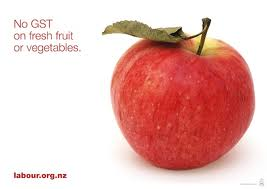 No GST
on fresh fruit
or vegetables.
labour.org.nz